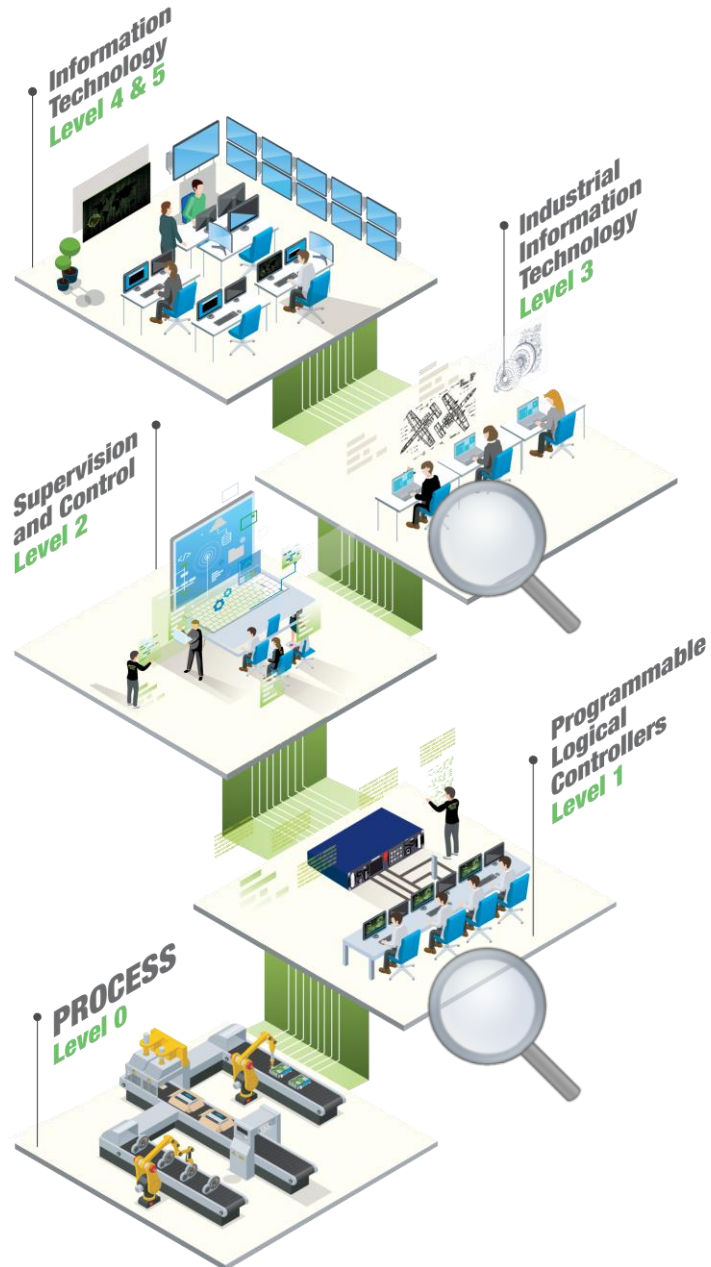 Information
Technology
Level 4 & 5
Industrial
Information
Technology
Level 3
Supervision
and Control
Level 2
Programmable
Logical
Controllers
Level 1
PROCESS
Level 0